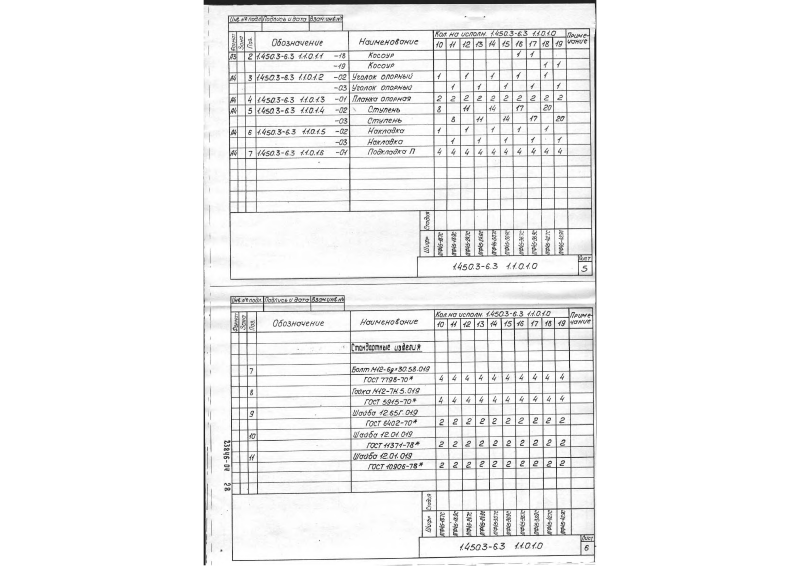 Инв.№ подл. Подпись и дата Взам.инв.№
Формат Зона Поз. Обозначение Наименование Кол на исполн. 1.450.3-6.3 1.1.0.1.0 Примечание
10 11 12 13 14 15 16 17 18 19
А3 2 1.450.3-6.3 1.1.0.1.1 -18 Косоур 1 1
-19 Косоур 1 1
А4 3 1.450.3-6.3 1.1.0.1.2 -02 Уголок опорный 1 1 1 1 1
-03 Уголок опорный 1 1 1 1 1
А4 4 1.450.3-6.3 1.1.0.1.3 -01 Планка опорная 2 2 2 2 2 2 2 2 2 2
А4 5 1.450.3-6.3 1.1.0.1.4 -02 Ступень 8 11 14 17 20
-03 Ступень 8 11 14 17 20
А4 6 1.450.3-6.3 1.1.0.1.5 -02 Накладка 1 1 1 1 1
-03 Накладка 1 1 1 1 1
А4 7 1.450.3-6.3 1.1.0.1.6 -01 Подкладка П 4 4 4 4 4 4 4 4 4 4
Стадия
Шифр
1.450.3-6.3 1.1.0.1.0
Лист
5
Инв.№ подл. Подпись и дата Взам.инв.№
Формат Зона Поз. Обозначение Наименование Кол на исполн. 1.450.3-6.3 1.1.0.1.0 Примечание
10 11 12 13 14 15 16 17 18 19
Стандартные изделия
7 Болт М12-6g×30.58.019
ГОСТ 7798-70* 4 4 4 4 4 4 4 4 4 4
8 Гайка М12-7Н.5.019
ГОСТ 5915-70* 4 4 4 4 4 4 4 4 4 4
9 Шайба 12.65Г.019
ГОСТ 6402-70* 2 2 2 2 2 2 2 2 2 2
10 Шайба 12.01.019
ГОСТ 11371-78* 2 2 2 2 2 2 2 2 2 2
11 Шайба 12.01.019
ГОСТ 10906-78* 2 2 2 2 2 2 2 2 2 2
28
Стадия
Шифр
1.450.3-6.3 1.1.0.1.0
Лист
6